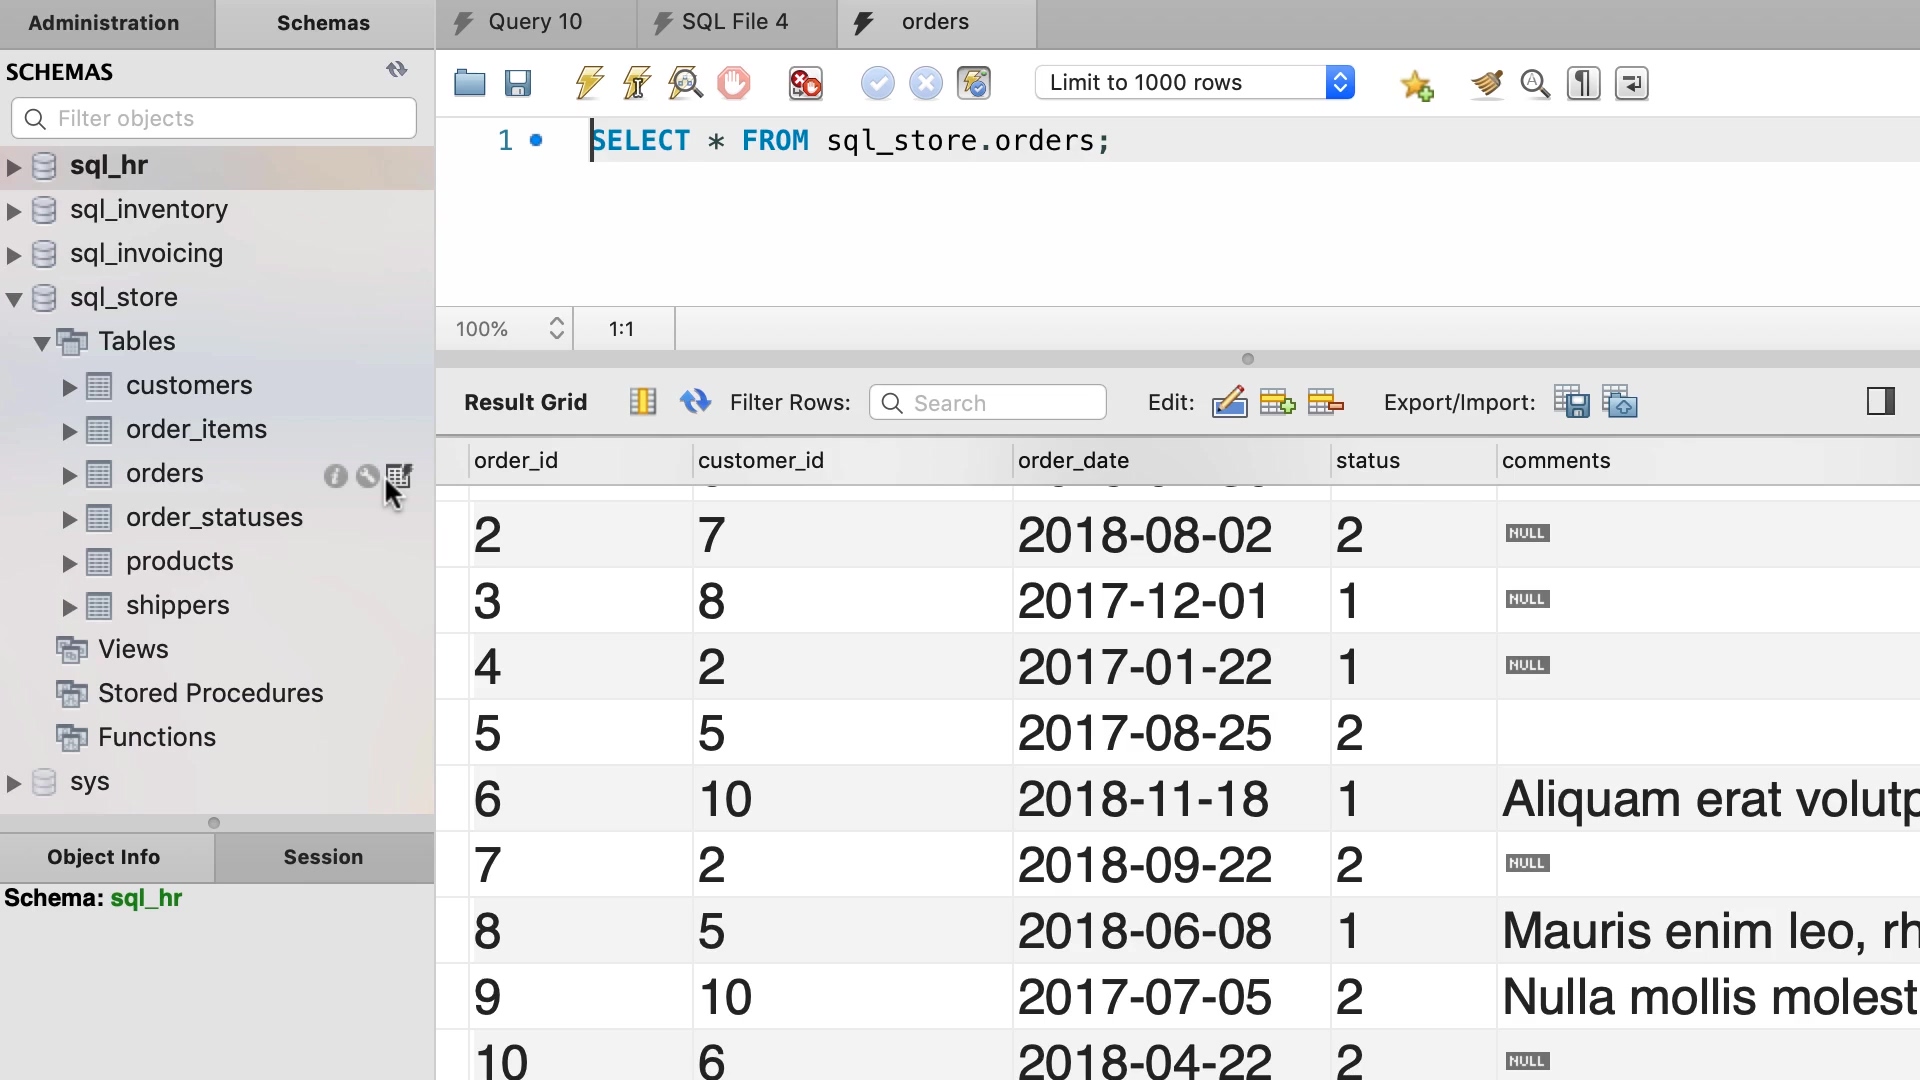 Administration
Schemas
SCHEMAS
Filter objects
sql_hr
sql_inventory
sql_invoicing
sql_store
Tables
customers
order_items
orders
order_statuses
products
shippers
Views
Stored Procedures
Functions
sys
Object Info
Session
Schema: sql_hr
Query 10
SQL File 4
orders
Limit to 1000 rows
1 SELECT * FROM sql_store.orders;
100%
1:1
Result Grid
Filter Rows:
Search
Edit:
Export/Import:
order_id customer_id order_date status comments
2 7 2018-08-02 2 NULL
3 8 2017-12-01 1 NULL
4 2 2017-01-22 1 NULL
5 5 2017-08-25 2
6 10 2018-11-18 1 Aliquam erat volutp
7 2 2018-09-22 2 NULL
8 5 2018-06-08 1 Mauris enim leo, rh
9 10 2017-07-05 2 Nulla mollis molest
10 6 2018-04-22 2 NULL